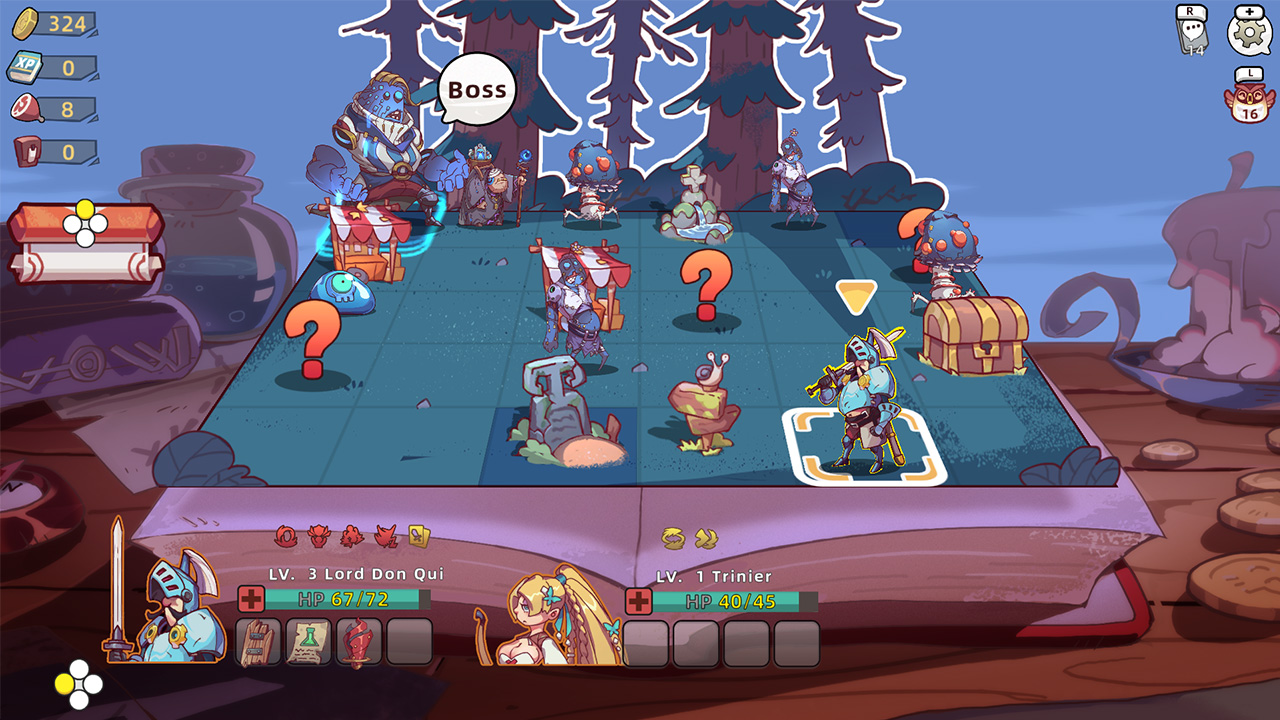 324
XP 0
8
0
Boss
R
14
+
L
16
LV. 3 Lord Don Qui
HP 67/72
LV. 1 Trinier
HP 40/45